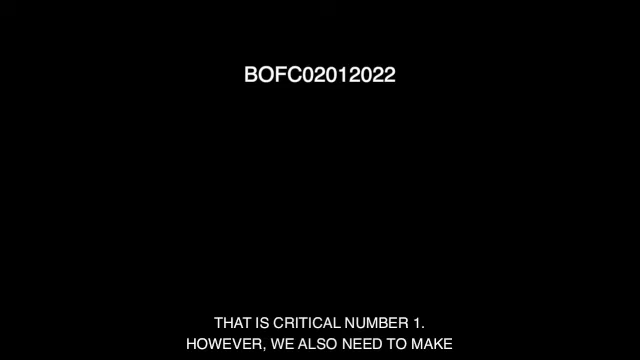 BOFC02012022
THAT IS CRITICAL NUMBER 1.
HOWEVER, WE ALSO NEED TO MAKE